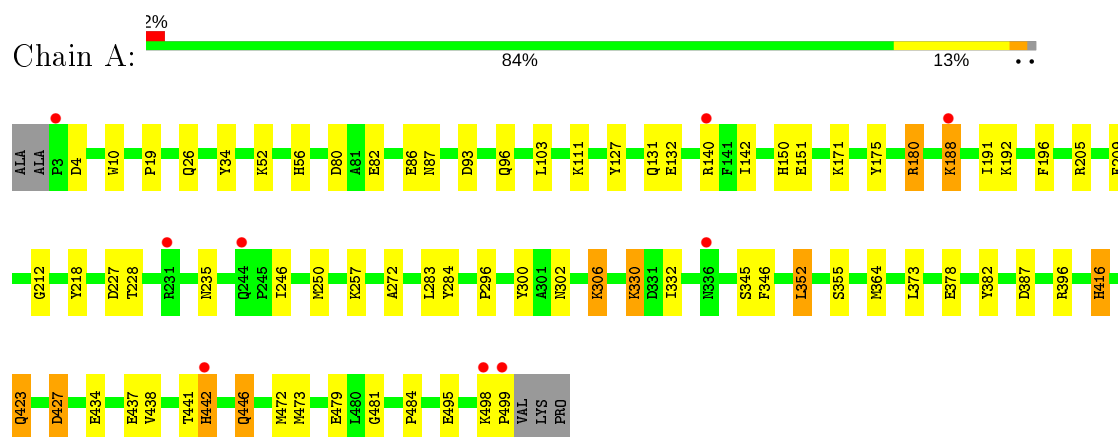 2%
Chain A:
84% 13% • •
ALA ALA P3 D4 W10 P19 Q26 Y34 K52 H56 D80 A81 E82 E86 N87 D93 Q96 L103 K111 Y127 Q131 E132 R140 F141 I142 H150 E151 K171 Y175 R180 K188 I191 K192 F196 R205
G212 Y218 D227 T228 R231 N235 Q244 P245 I246 M250 K257 A272 L283 Y284 P296 Y300 A301 N302 K306 K330 D331 I332 N336 S345 F346 L352 S355 M364 L373 E378 Y382 D387 R396 H416
Q423 D427 E434 E437 V438 T441 H442 Q446 M472 M473 E479 L480 G481 P484 E495 K498 P499 VAL LYS PRO